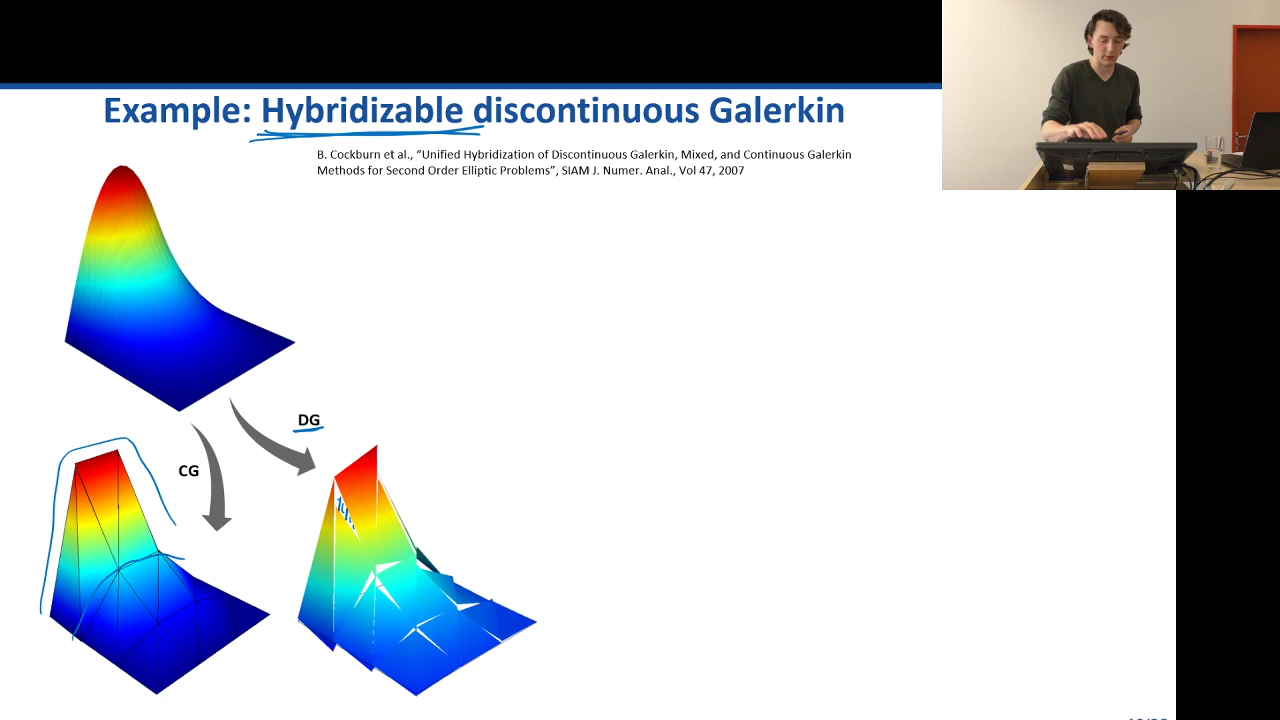 Example: Hybridizable discontinuous Galerkin
B. Cockburn et al., “Unified Hybridization of Discontinuous Galerkin, Mixed, and Continuous Galerkin
Methods for Second Order Elliptic Problems”, SIAM J. Numer. Anal., Vol 47, 2007
DG
CG